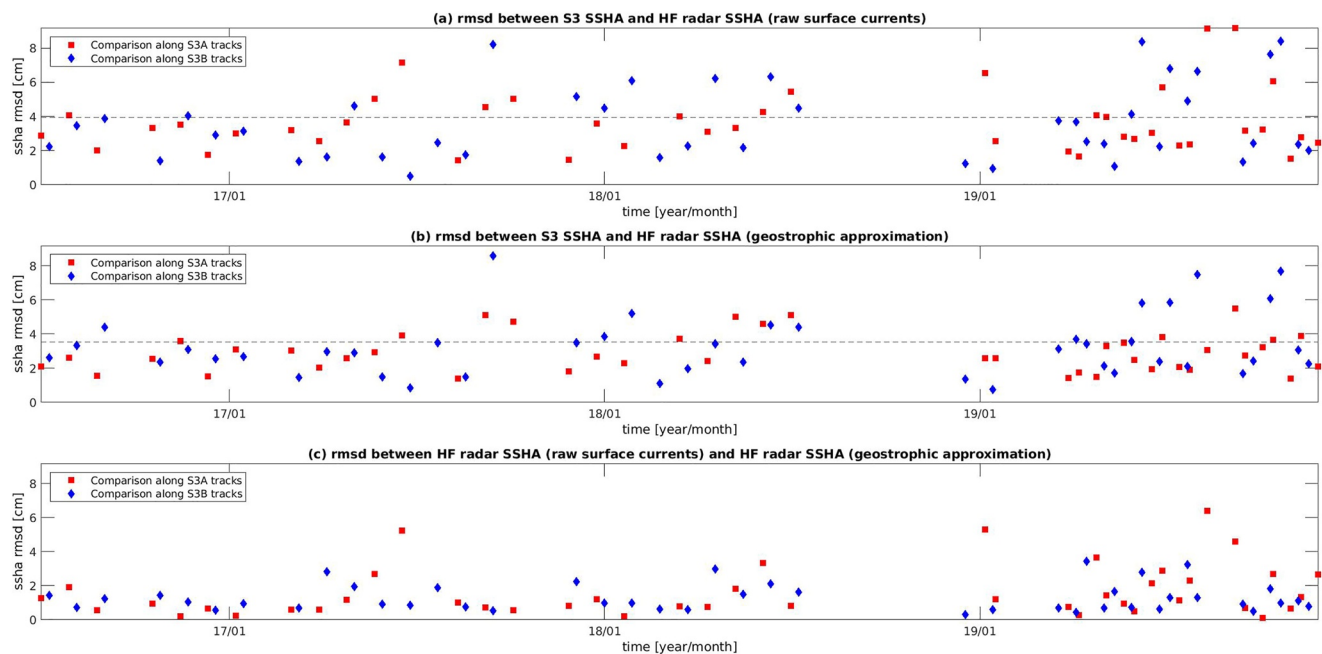 (a) rmsd between S3 SSHA and HF radar SSHA (raw surface currents)
Comparison along S3A tracks
Comparison along S3B tracks
ssha rmsd [cm]
8
6
4
2
0
17/01
18/01
19/01
time [year/month]
(b) rmsd between S3 SSHA and HF radar SSHA (geostrophic approximation)
Comparison along S3A tracks
Comparison along S3B tracks
ssha rmsd [cm]
8
6
4
2
0
17/01
18/01
19/01
time [year/month]
(c) rmsd between HF radar SSHA (raw surface currents) and HF radar SSHA (geostrophic approximation)
Comparison along S3A tracks
Comparison along S3B tracks
ssha rmsd [cm]
8
6
4
2
0
17/01
18/01
19/01
time [year/month]